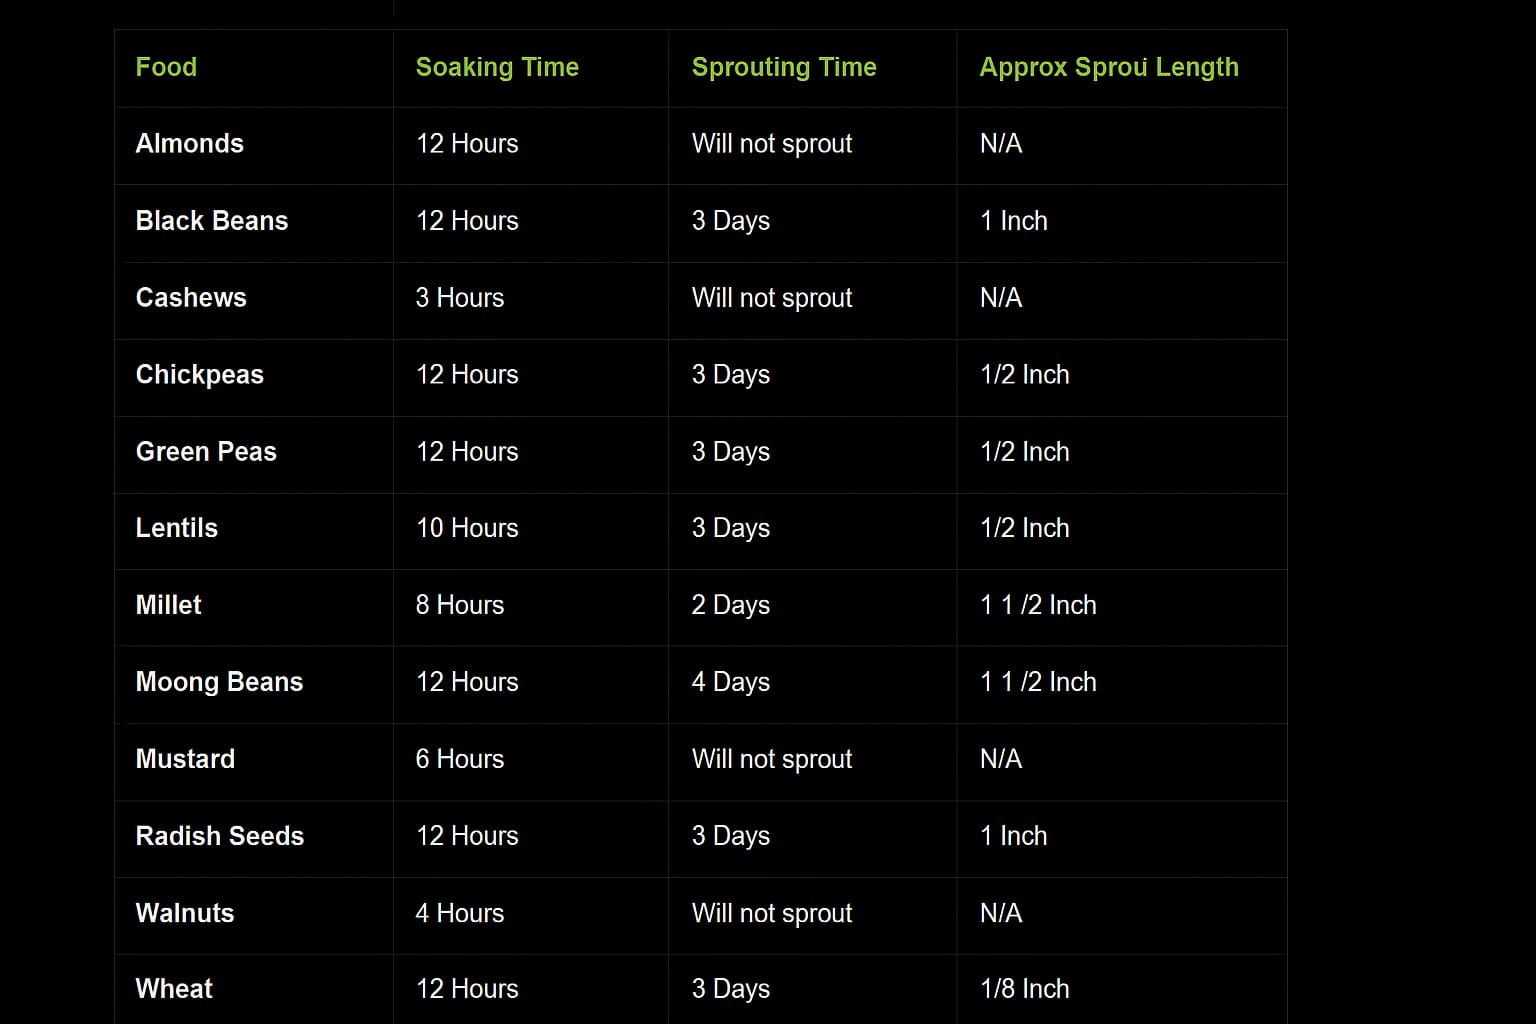 Food Soaking Time Sprouting Time Approx Sproui Length
Almonds 12 Hours Will not sprout N/A
Black Beans 12 Hours 3 Days 1 Inch
Cashews 3 Hours Will not sprout N/A
Chickpeas 12 Hours 3 Days 1/2 Inch
Green Peas 12 Hours 3 Days 1/2 Inch
Lentils 10 Hours 3 Days 1/2 Inch
Millet 8 Hours 2 Days 1 1 /2 Inch
Moong Beans 12 Hours 4 Days 1 1 /2 Inch
Mustard 6 Hours Will not sprout N/A
Radish Seeds 12 Hours 3 Days 1 Inch
Walnuts 4 Hours Will not sprout N/A
Wheat 12 Hours 3 Days 1/8 Inch